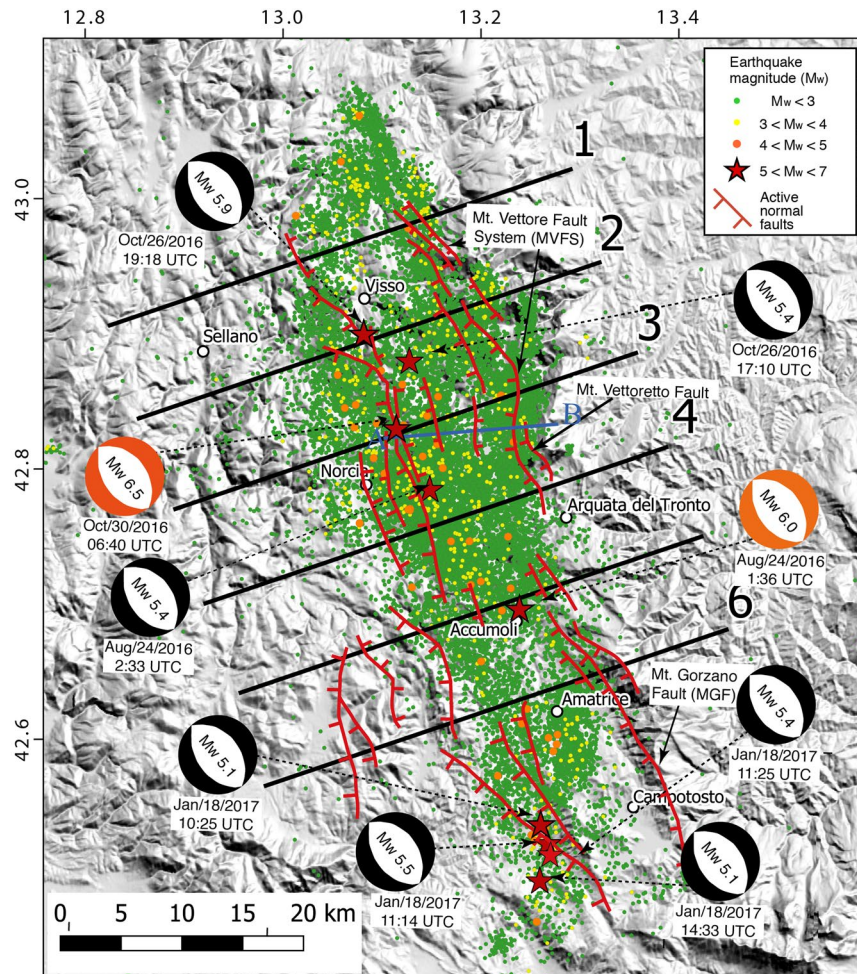 12.8
13.0
13.2
13.4
Earthquake
magnitude (Mw)
Mw < 3
3 < Mw < 4
4 < Mw < 5
5 < Mw < 7
Active
normal
faults
43.0
42.8
42.6
1
2
3
4
6
B
Mw 5.9
Oct/26/2016
19:18 UTC
Mt. Vettore Fault
System (MVFS)
Visso
Sellano
Mw 5.4
Oct/26/2016
17:10 UTC
Mt. Vettoretto Fault
Mw 6.5
Oct/30/2016
06:40 UTC
Norcia
Arquata del Tronto
Mw 6.0
Aug/24/2016
1:36 UTC
Mw 5.4
Aug/24/2016
2:33 UTC
Accumoli
Mt. Gorzano
Fault (MGF)
Amatrice
Mw 5.4
Jan/18/2017
11:25 UTC
Mw 5.1
Jan/18/2017
10:25 UTC
Campotosto
Mw 5.5
Jan/18/2017
11:14 UTC
Mw 5.1
Jan/18/2017
14:33 UTC
0 5 10 15 20 km